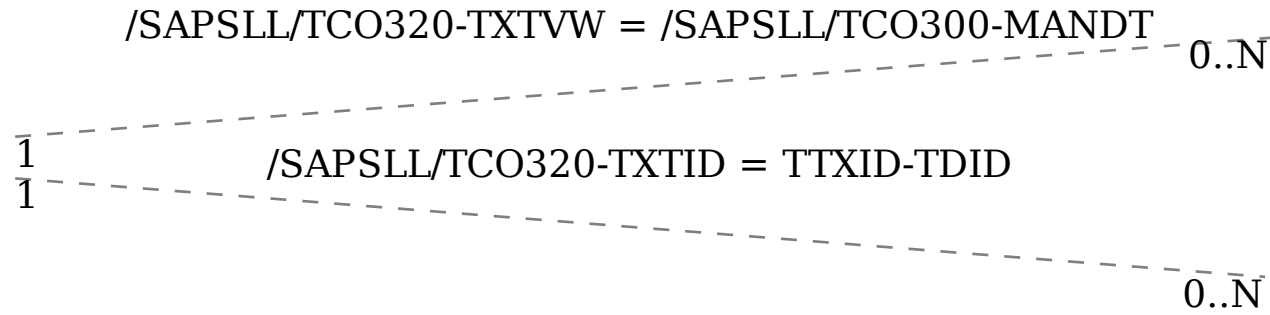 /SAPSLL/TCO320-TXTVW = /SAPSLL/TCO300-MANDT
0..N
1
/SAPSLL/TCO320-TXTID = TTXID-TDID
1
0..N